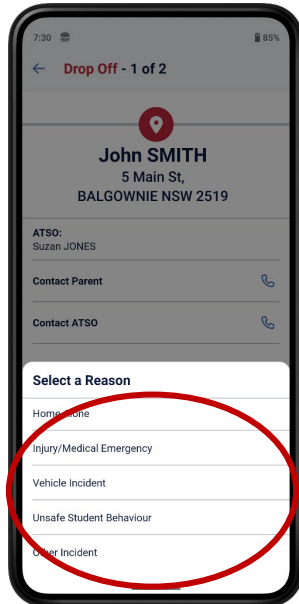 7:30 85%
Drop Off - 1 of 2
John SMITH
5 Main St,
BALGOWNIE NSW 2519
ATSO:
Suzan JONES
Contact Parent
Contact ATSO
Select a Reason
Home Alone
Injury/Medical Emergency
Vehicle Incident
Unsafe Student Behaviour
Other Incident